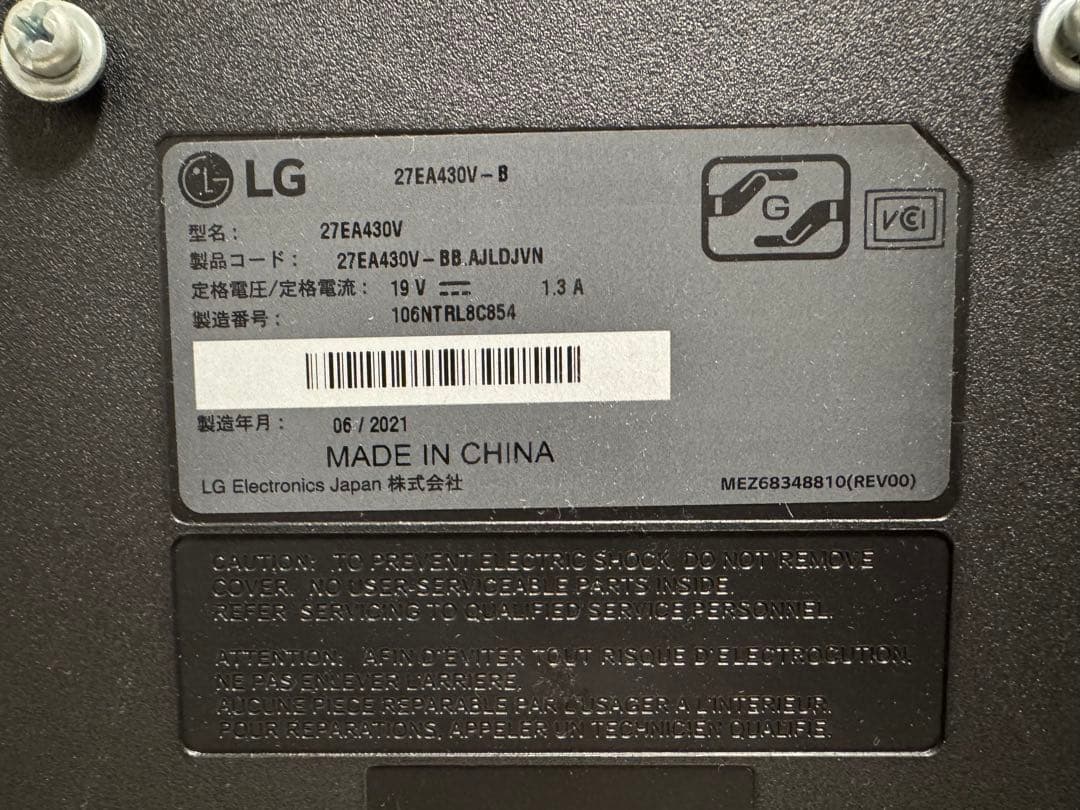 LG 27EA430V-B
G
VCI
型名： 27EA430V
製品コード： 27EA430V-BB.AJLDJVN
定格電圧/定格電流： 19 V 1.3 A
製造番号： 106NTRL8C854
製造年月： 06 / 2021
MADE IN CHINA
LG Electronics Japan 株式会社 MEZ68348810(REV00)
CAUTION: TO PREVENT ELECTRIC SHOCK, DO NOT REMOVE
COVER. NO USER-SERVICEABLE PARTS INSIDE.
REFER SERVICING TO QUALIFIED SERVICE PERSONNEL.
ATTENTION: AFIN D'EVITER TOUT RISQUE D'ELECTROCUTION,
NE PAS ENLEVER L'ARRIERE.
AUCUNE PIECE REPARABLE PAR L'USAGER A L'INTERIEUR.
POUR REPARATIONS, APPELER UN TECHNICIEN QUALIFIE.